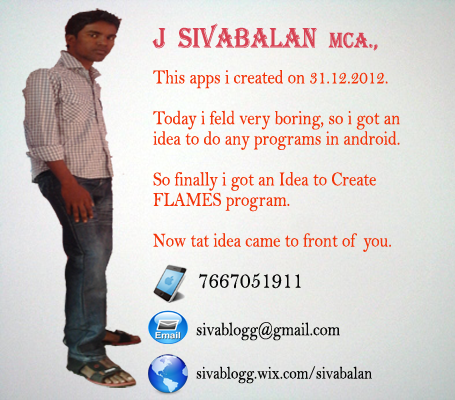 J SIVABALAN MCA.,
This apps i created on 31.12.2012.
Today i feld very boring, so i got an
idea to do any programs in android.
So finally i got an Idea to Create
FLAMES program.
Now tat idea came to front of you.
7667051911
Email
sivablogg@gmail.com
sivablogg.wix.com/sivabalan